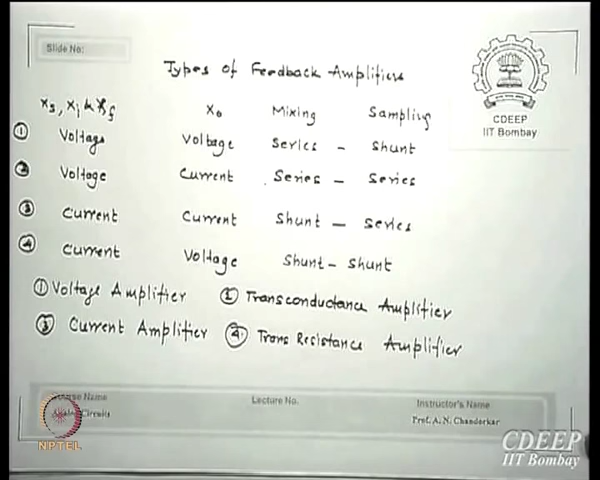 Slide No:
Types of Feedback Amplifiers
CDEEP
IIT Bombay
Xs, Xi & Xf Xo Mixing Sampling
① Voltage Voltage Series - Shunt
② Voltage Current Series - Series
③ Current Current Shunt - Series
④ Current Voltage Shunt - Shunt
① Voltage Amplifier ② Transconductance Amplifier
③ Current Amplifier ④ Trans Resistance Amplifier
Course Name Lecture No. Instructor's Name
Analog Circuits Prof. A. N. Chandorkar
NPTEL
CDEEP
IIT Bombay